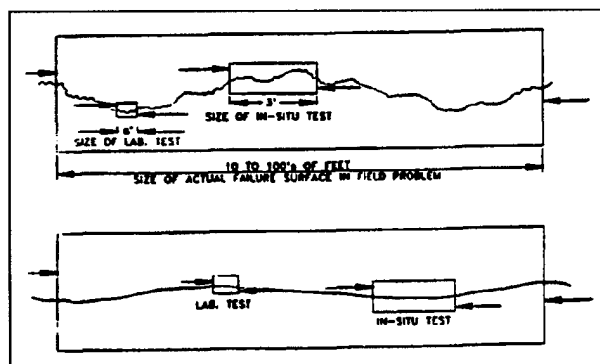 3'
SIZE OF IN-SITU TEST
6'
SIZE OF LAB. TEST
10 TO 100's OF FEET
SIZE OF ACTUAL FAILURE SURFACE IN FIELD PROBLEM
LAB. TEST
IN-SITU TEST